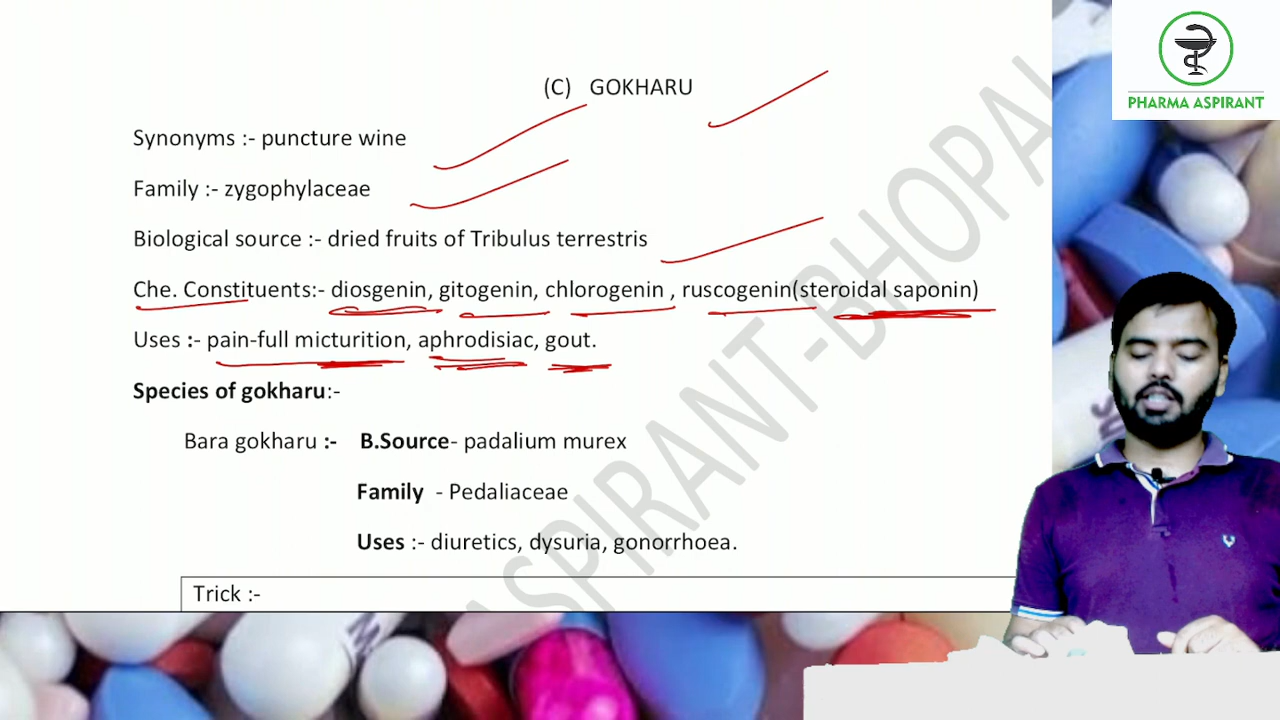 PHARMA ASPIRANT
(C) GOKHARU
Synonyms :- puncture wine
Family :- zygophylaceae
Biological source :- dried fruits of Tribulus terrestris
Che. Constituents:- diosgenin, gitogenin, chlorogenin , ruscogenin(steroidal saponin)
Uses :- pain-full micturition, aphrodisiac, gout.
Species of gokharu:-
Bara gokharu :- B.Source- padalium murex
Family - Pedaliaceae
Uses :- diuretics, dysuria, gonorrhoea.
Trick :-
ASPIRANT-BHOPAL